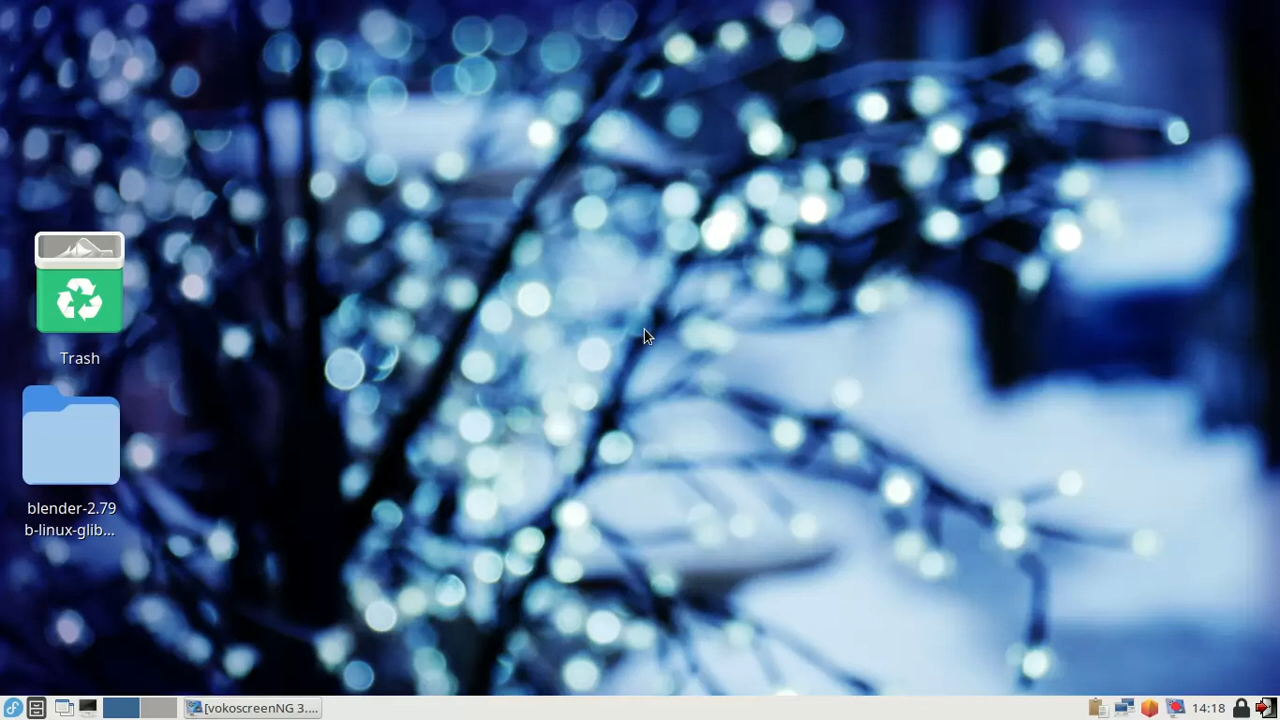 Trash
blender-2.79
b-linux-glib...
[vokoscreenNG 3....
14:18